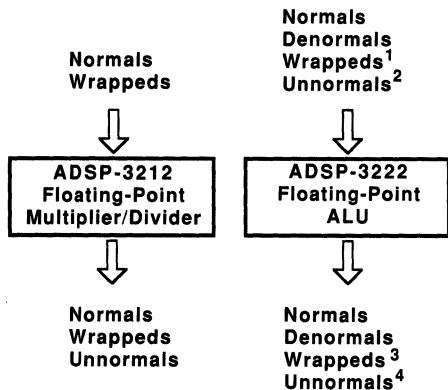 Normals
Wrappeds
ADSP-3212
Floating-Point
Multiplier/Divider
Normals
Wrappeds
Unnormals
Normals
Denormals
Wrappeds¹
Unnormals²
ADSP-3222
Floating-Point
ALU
Normals
Denormals
Wrappeds³
Unnormals⁴